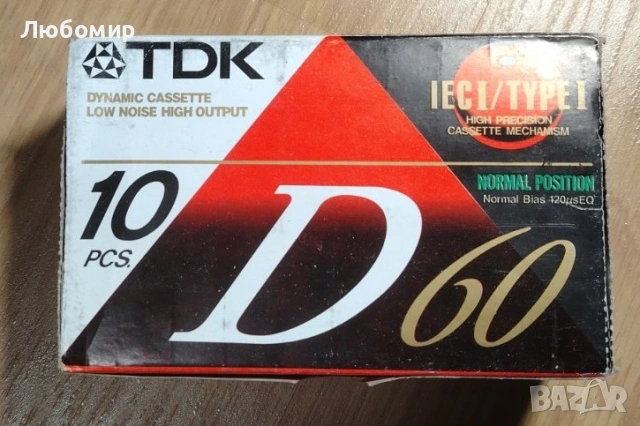 Любомир
TDK
DYNAMIC CASSETTE
LOW NOISE HIGH OUTPUT
IEC I/TYPE I
HIGH PRECISION
CASSETTE MECHANISM
10
PCS.
NORMAL POSITION
Normal Bias 120µsEQ
D 60
BAZAR